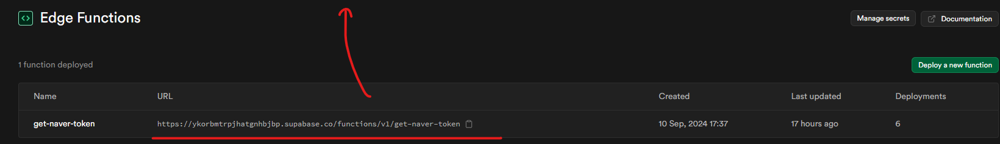 Edge Functions
Manage secrets
Documentation
1 function deployed
Deploy a new function
Name URL Created Last updated Deployments
get-naver-token https://ykorbmtrpjhatgnhbjbp.supabase.co/functions/v1/get-naver-token 10 Sep, 2024 17:37 17 hours ago 6